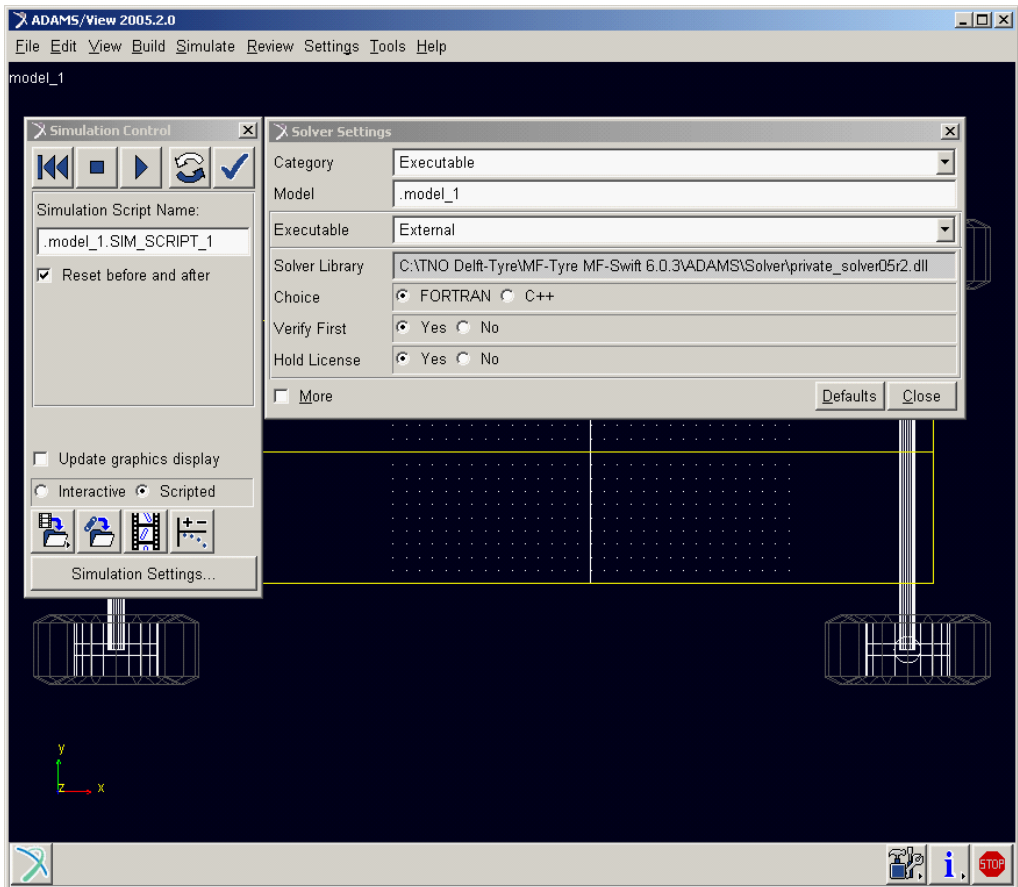 ADAMS/View 2005.2.0
File Edit View Build Simulate Review Settings Tools Help
model_1
Simulation Control
Simulation Script Name:
.model_1.SIM_SCRIPT_1
Reset before and after
Update graphics display
Interactive Scripted
Simulation Settings...
Solver Settings
Category Executable
Model .model_1
Executable External
Solver Library C:\TNO Delft-Tyre\MF-Tyre MF-Swift 6.0.3\ADAMS\Solver\private_solver05r2.dll
Choice FORTRAN C++
Verify First Yes No
Hold License Yes No
More Defaults Close
y
z x
i STOP